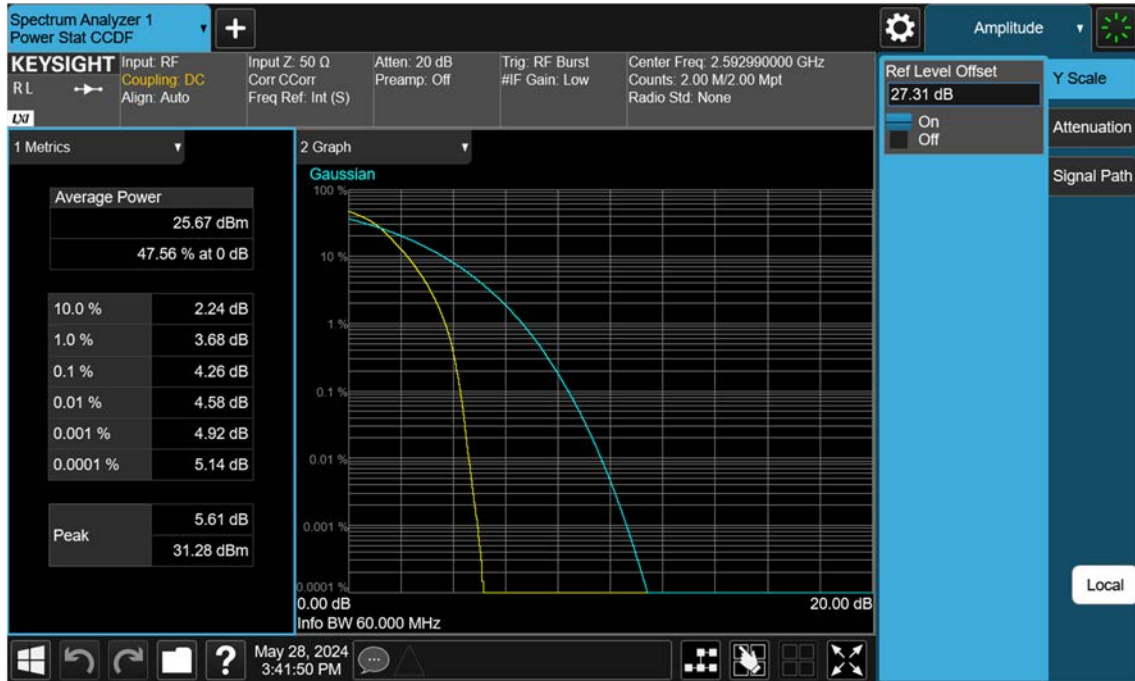 Spectrum Analyzer 1
Power Stat CCDF
+
Amplitude
KEYSIGHT
R L
LXI
Input: RF
Coupling: DC
Align: Auto
Input Z: 50 Ω
Corr CCorr
Freq Ref: Int (S)
Atten: 20 dB
Preamp: Off
Trig: RF Burst
#IF Gain: Low
Center Freq: 2.592990000 GHz
Counts: 2.00 M/2.00 Mpt
Radio Std: None
Ref Level Offset
27.31 dB
On
Off
Y Scale
Attenuation
Signal Path
1 Metrics
Average Power
25.67 dBm
47.56 % at 0 dB
10.0 % 2.24 dB
1.0 % 3.68 dB
0.1 % 4.26 dB
0.01 % 4.58 dB
0.001 % 4.92 dB
0.0001 % 5.14 dB
Peak
5.61 dB
31.28 dBm
2 Graph
Gaussian
100 %
10 %
1 %
0.1 %
0.01 %
0.001 %
0.0001 %
0.00 dB 20.00 dB
Info BW 60.000 MHz
Local
?
May 28, 2024
3:41:50 PM